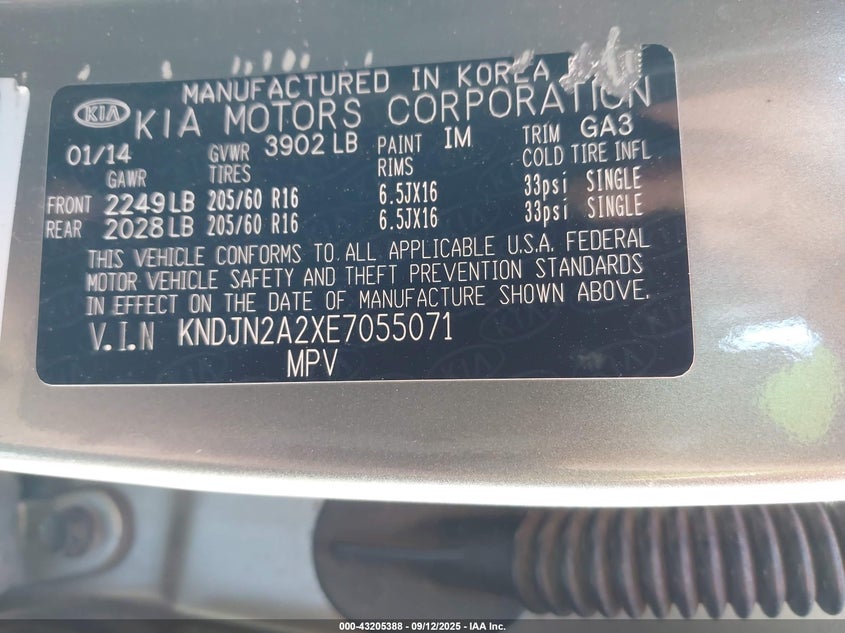 MANUFACTURED IN KOREA
KIA KIA MOTORS CORPORATION
01/14 GVWR 3902 LB PAINT IM TRIM GA3
GAWR TIRES RIMS COLD TIRE INFL
FRONT 2249 LB 205/60 R16 6.5JX16 33psi SINGLE
REAR 2028 LB 205/60 R16 6.5JX16 33psi SINGLE
THIS VEHICLE CONFORMS TO ALL APPLICABLE U.S.A. FEDERAL
MOTOR VEHICLE SAFETY AND THEFT PREVENTION STANDARDS
IN EFFECT ON THE DATE OF MANUFACTURE SHOWN ABOVE.
V.I.N KNDJN2A2XE7055071
MPV
000-43205388 - 09/12/2025 - IAA Inc.